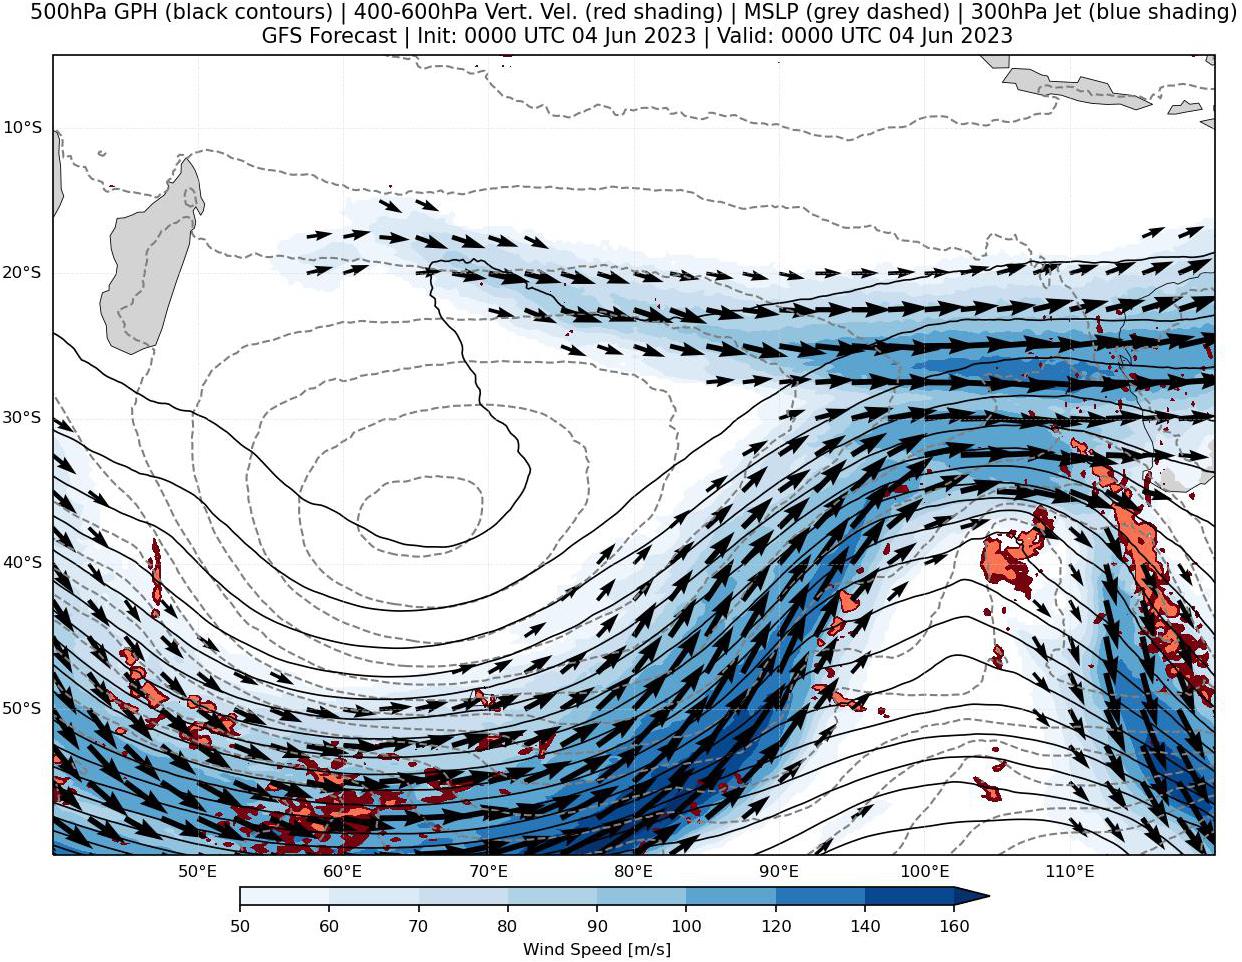 500hPa GPH (black contours) | 400-600hPa Vert. Vel. (red shading) | MSLP (grey dashed) | 300hPa Jet (blue shading)
GFS Forecast | Init: 0000 UTC 04 Jun 2023 | Valid: 0000 UTC 04 Jun 2023
10°S
20°S
30°S
40°S
50°S
50°E 60°E 70°E 80°E 90°E 100°E 110°E
50 60 70 80 90 100 120 140 160
Wind Speed [m/s]